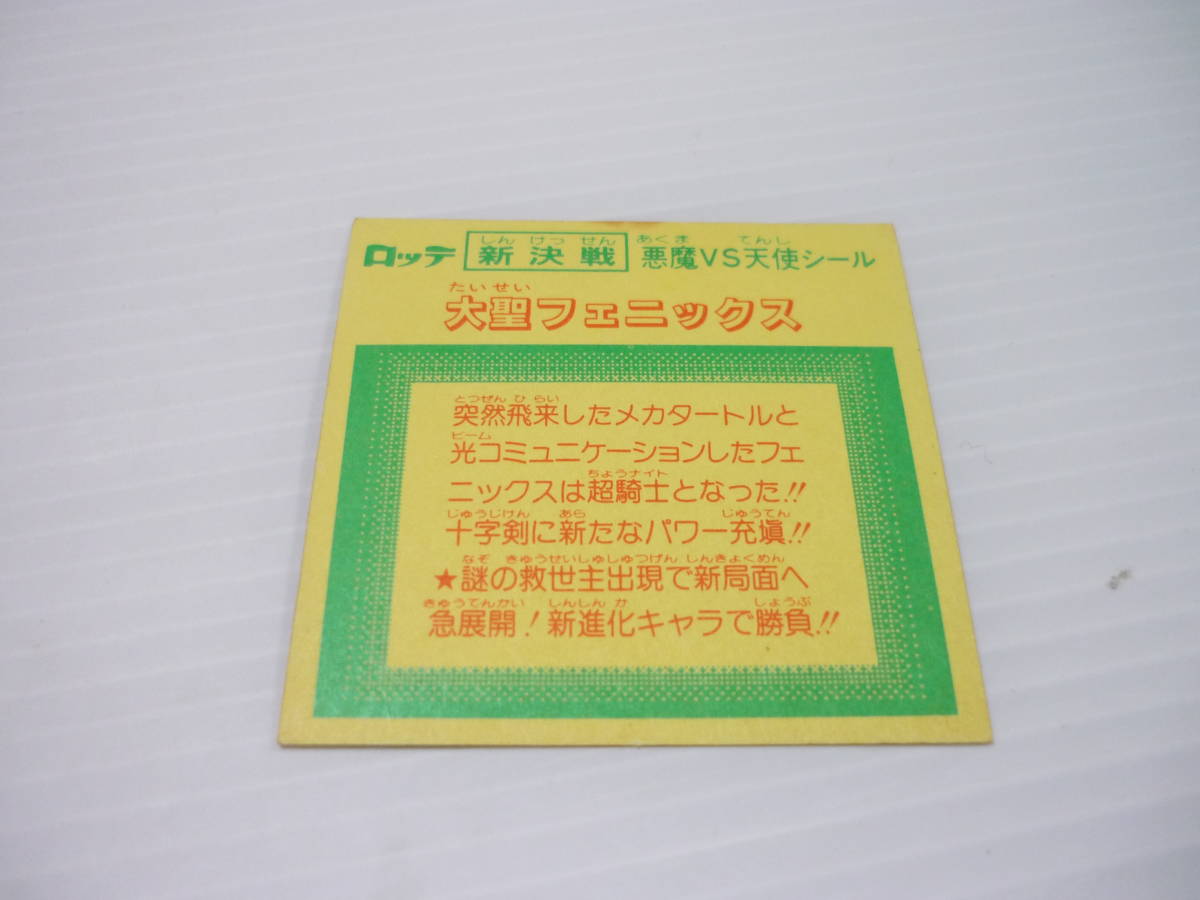 ロッテ 新決戦 悪魔VS天使シール
しん けっ せん あくま てんし
たいせい
大聖フェニックス
とつぜん ひ らい
突然飛来したメカタートルと
ビーム
光コミュニケーションしたフェ
ちょうナイト
ニックスは超騎士となった!!
じゅうじけん あら じゅうてん
十字剣に新たなパワー充塡!!
なぞ きゅうせいしゅしゅつげん しんきょくめん
★謎の救世主出現で新局面へ
きゅうてんかい しんしん か しょうぶ
急展開!新進化キャラで勝負!!